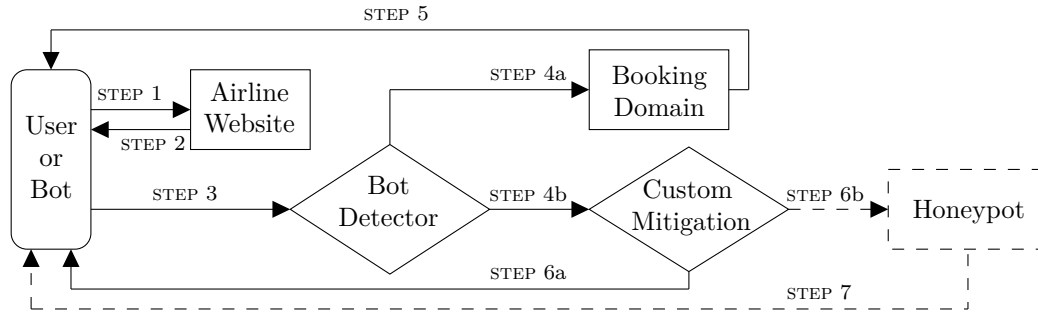 STEP 5
STEP 4a
Booking
Domain
STEP 1
Airline
Website
User
or
Bot
STEP 2
STEP 3
Bot
Detector
STEP 4b
Custom
Mitigation
STEP 6b
Honeypot
STEP 6a
STEP 7